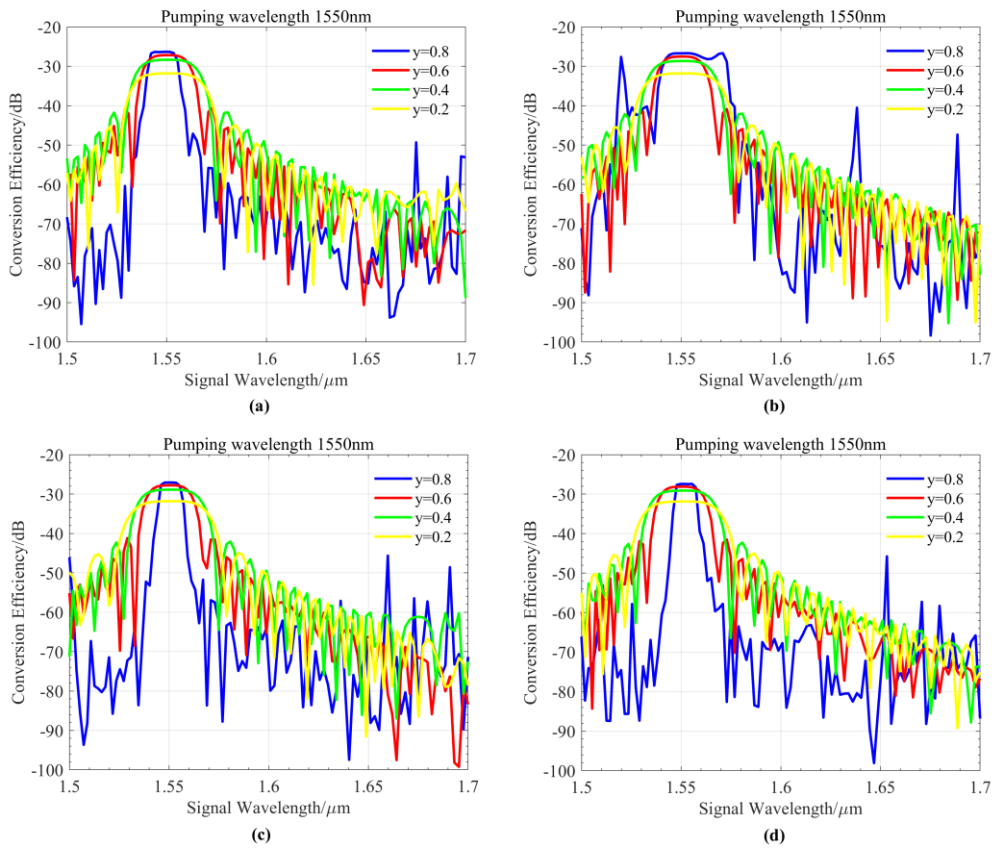 Pumping wavelength 1550nm
-20
-30
-40
-50
-60
-70
-80
-90
-100
Conversion Efficiency/dB
y=0.8
y=0.6
y=0.4
y=0.2
1.5 1.55 1.6 1.65 1.7
Signal Wavelength/μm
(a)
Pumping wavelength 1550nm
-20
-30
-40
-50
-60
-70
-80
-90
-100
Conversion Efficiency/dB
y=0.8
y=0.6
y=0.4
y=0.2
1.5 1.55 1.6 1.65 1.7
Signal Wavelength/μm
(b)
Pumping wavelength 1550nm
-20
-30
-40
-50
-60
-70
-80
-90
-100
Conversion Efficiency/dB
y=0.8
y=0.6
y=0.4
y=0.2
1.5 1.55 1.6 1.65 1.7
Signal Wavelength/μm
(c)
Pumping wavelength 1550nm
-20
-30
-40
-50
-60
-70
-80
-90
-100
Conversion Efficiency/dB
y=0.8
y=0.6
y=0.4
y=0.2
1.5 1.55 1.6 1.65 1.7
Signal Wavelength/μm
(d)